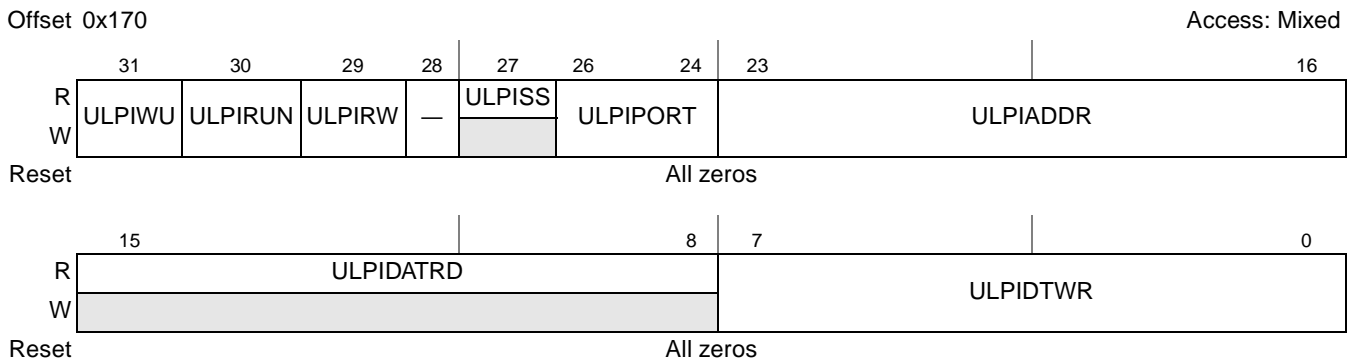 Offset 0x170 Access: Mixed
31 30 29 28 27 26 24 23 16
R ULPIWU ULPIRUN ULPIRW — ULPISS ULPIPORT ULPIADDR
W
Reset All zeros
15 8 7 0
R ULPIDATRD ULPIDTWR
W
Reset All zeros